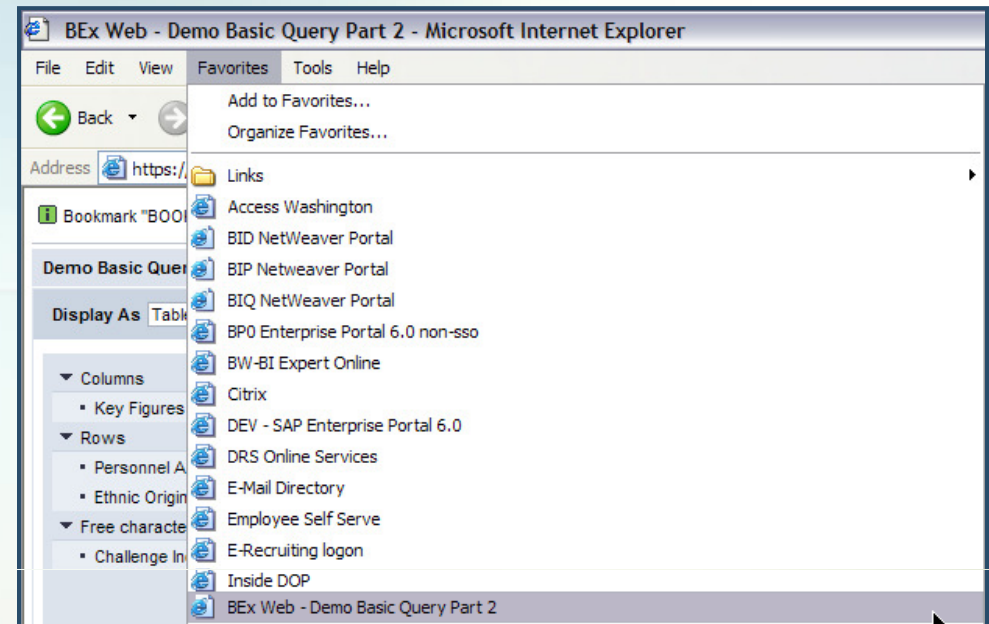 BEx Web - Demo Basic Query Part 2 - Microsoft Internet Explorer
File Edit View Favorites Tools Help
Add to Favorites...
Back
Organize Favorites...
Address https://
Links
Access Washington
Bookmark "BOO
BID NetWeaver Portal
Demo Basic Quer
BIP Netweaver Portal
BIQ NetWeaver Portal
Display As Tabl
BP0 Enterprise Portal 6.0 non-sso
BW-BI Expert Online
Columns
Citrix
Key Figures
DEV - SAP Enterprise Portal 6.0
Rows
DRS Online Services
Personnel A
E-Mail Directory
Ethnic Origin
Employee Self Serve
Free characte
E-Recruiting logon
Challenge In
Inside DOP
BEx Web - Demo Basic Query Part 2